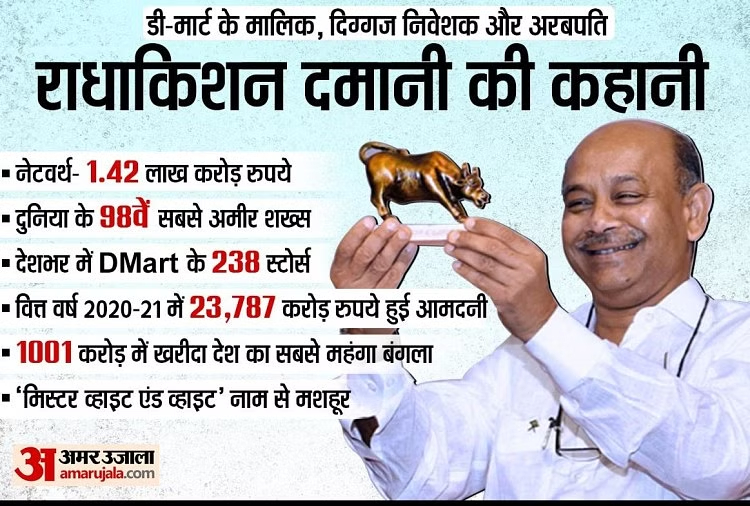 डी-मार्ट के मालिक, दिग्गज निवेशक और अरबपति
राधाकिशन दमानी की कहानी
▪ नेटवर्थ- 1.42 लाख करोड़ रुपये
▪ दुनिया के 98वें सबसे अमीर शख्स
▪ देशभर में DMart के 238 स्टोर्स
▪ वित्त वर्ष 2020-21 में 23,787 करोड़ रुपये हुई आमदनी
▪ 1001 करोड़ में खरीदा देश का सबसे महंगा बंगला
▪ ‘मिस्टर व्हाइट एंड व्हाइट’ नाम से मशहूर
अ अमर उजाला
amarujala.com